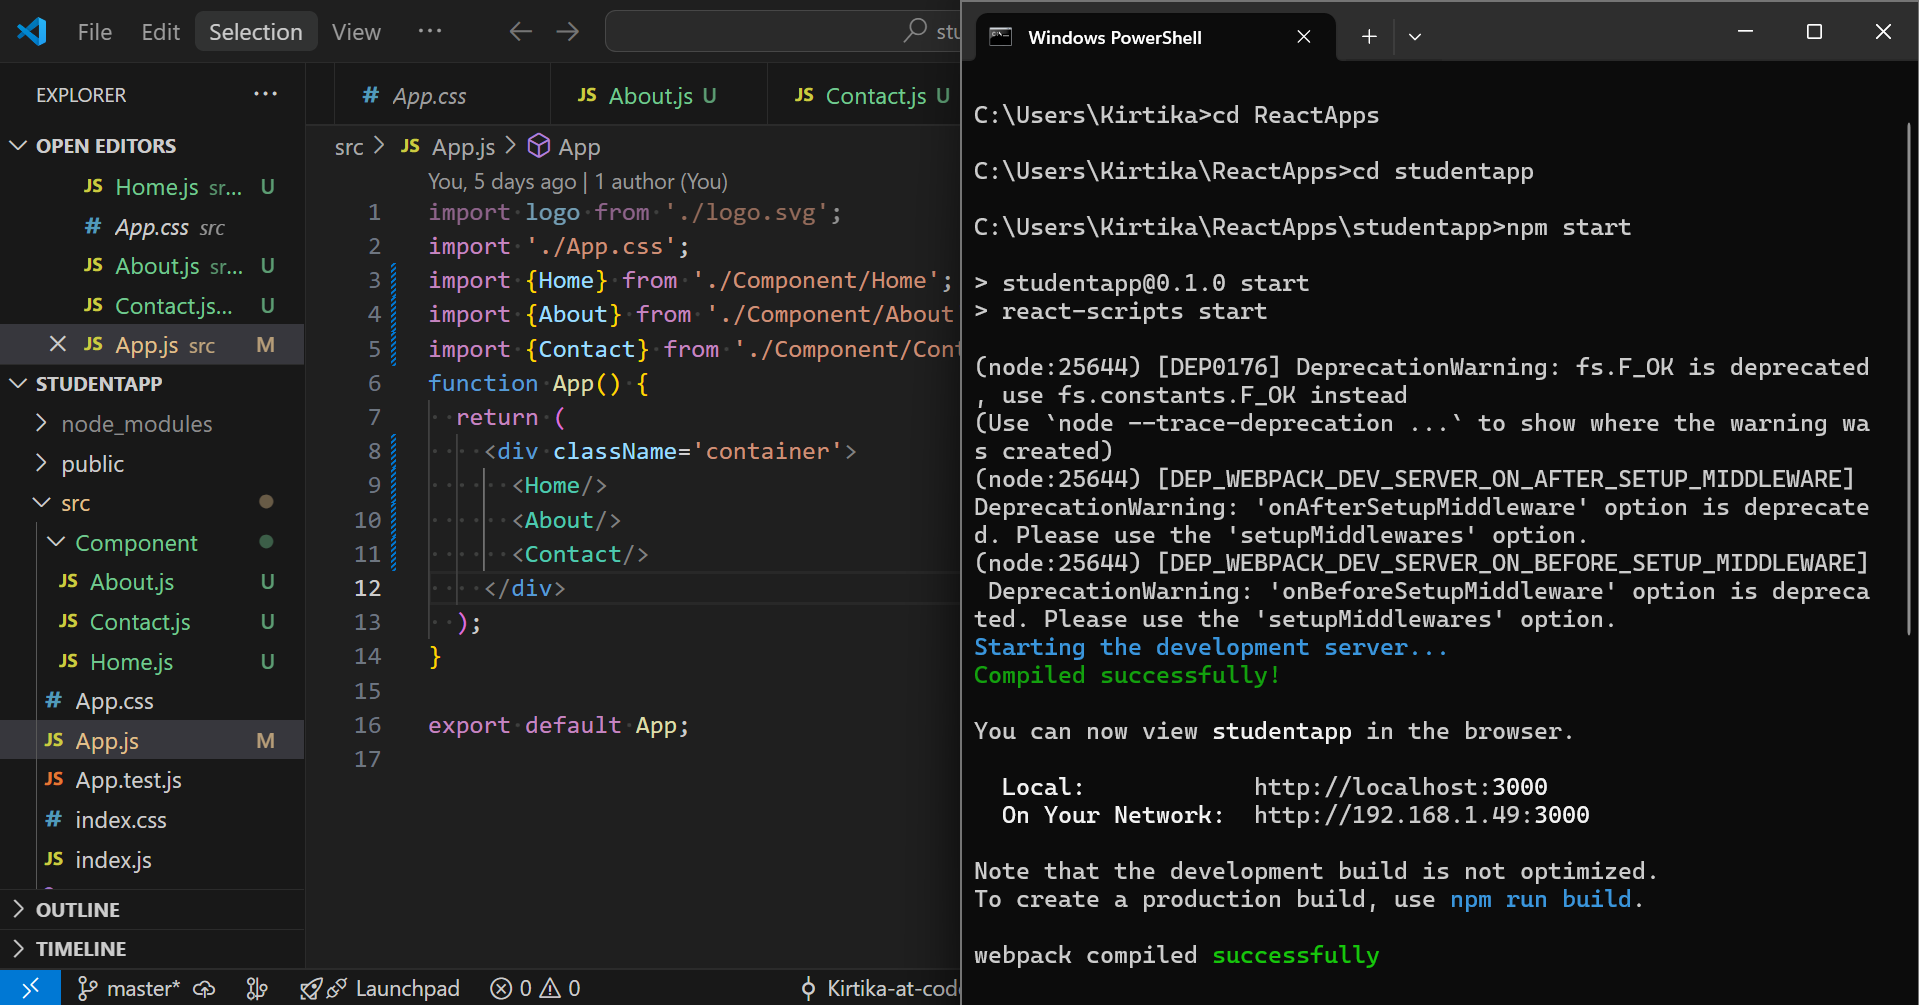 File Edit Selection View ··· stu
EXPLORER ···
OPEN EDITORS
JS Home.js sr... U
# App.css src
JS About.js sr... U
JS Contact.js... U
JS App.js src M
STUDENTAPP
node_modules
public
src
Component
JS About.js U
JS Contact.js U
JS Home.js U
# App.css
JS App.js M
JS App.test.js
# index.css
JS index.js
OUTLINE
TIMELINE
# App.css JS About.js U JS Contact.js U
src > JS App.js > App
You, 5 days ago | 1 author (You)
1 import logo from './logo.svg';
2 import './App.css';
3 import {Home} from './Component/Home';
4 import {About} from './Component/About
5 import {Contact} from './Component/Cont
6 function App() {
7 return (
8 <div className='container'>
9 <Home/>
10 <About/>
11 <Contact/>
12 </div>
13 );
14 }
15
16 export default App;
17
master* Launchpad 0 0 Kirtika-at-code
Windows PowerShell
C:\Users\Kirtika>cd ReactApps
C:\Users\Kirtika\ReactApps>cd studentapp
C:\Users\Kirtika\ReactApps\studentapp>npm start
> studentapp@0.1.0 start
> react-scripts start
(node:25644) [DEP0176] DeprecationWarning: fs.F_OK is deprecated
, use fs.constants.F_OK instead
(Use `node --trace-deprecation ...` to show where the warning wa
s created)
(node:25644) [DEP_WEBPACK_DEV_SERVER_ON_AFTER_SETUP_MIDDLEWARE]
DeprecationWarning: 'onAfterSetupMiddleware' option is deprecate
d. Please use the 'setupMiddlewares' option.
(node:25644) [DEP_WEBPACK_DEV_SERVER_ON_BEFORE_SETUP_MIDDLEWARE]
DeprecationWarning: 'onBeforeSetupMiddleware' option is depreca
ted. Please use the 'setupMiddlewares' option.
Starting the development server...
Compiled successfully!
You can now view studentapp in the browser.
Local: http://localhost:3000
On Your Network: http://192.168.1.49:3000
Note that the development build is not optimized.
To create a production build, use npm run build.
webpack compiled successfully